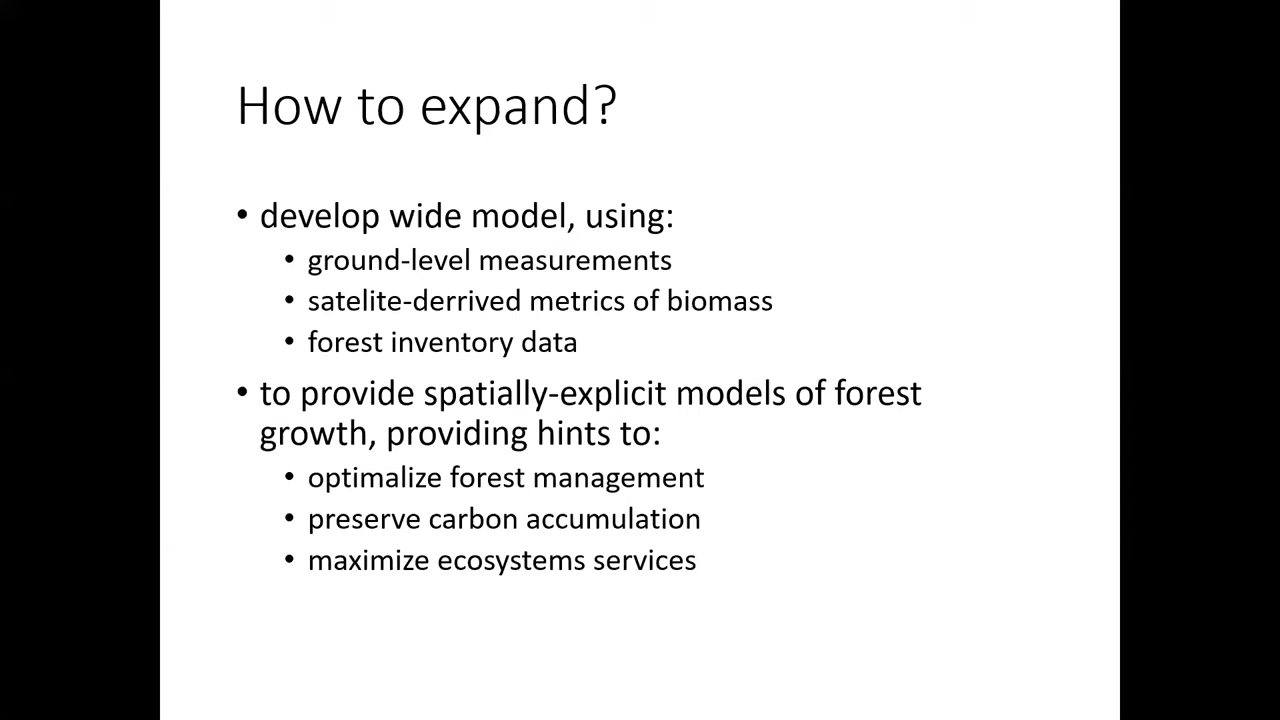 How to expand?
• develop wide model, using:
• ground-level measurements
• satelite-derrived metrics of biomass
• forest inventory data
• to provide spatially-explicit models of forest
growth, providing hints to:
• optimalize forest management
• preserve carbon accumulation
• maximize ecosystems services